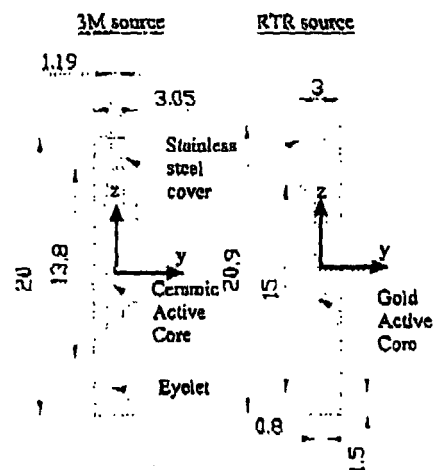 3M source
RTR source
1.19
3.05
3
Stainless
steel
cover
z
z
y
y
20
13.8
20.9
15
Ceramic
Active
Core
Gold
Active
Core
Eyelet
0.8
1.5